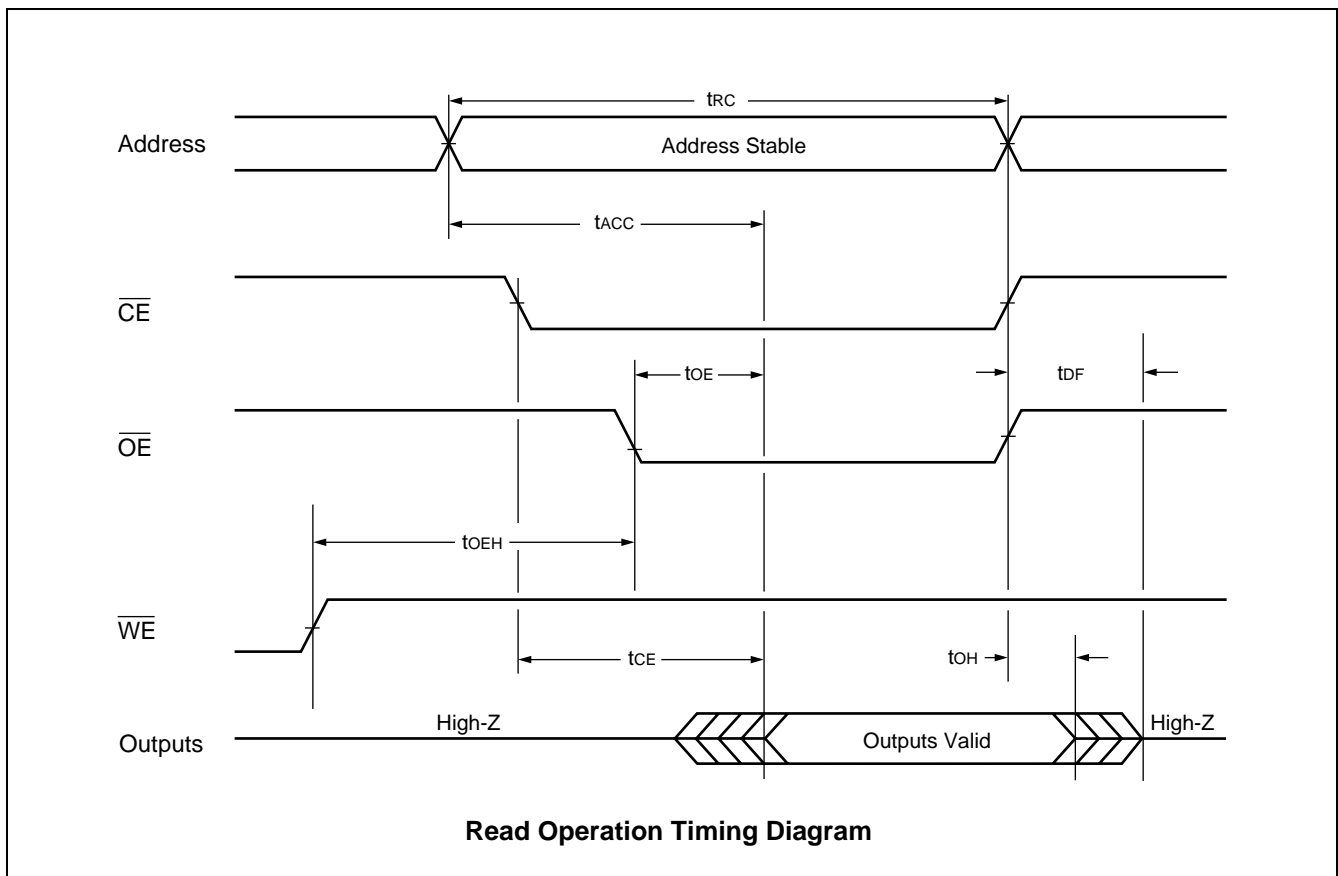 tRC
Address
Address Stable
tACC
CE
tOE
tDF
OE
tOEH
WE
tCE
tOH
High-Z
High-Z
Outputs
Outputs Valid
Read Operation Timing Diagram